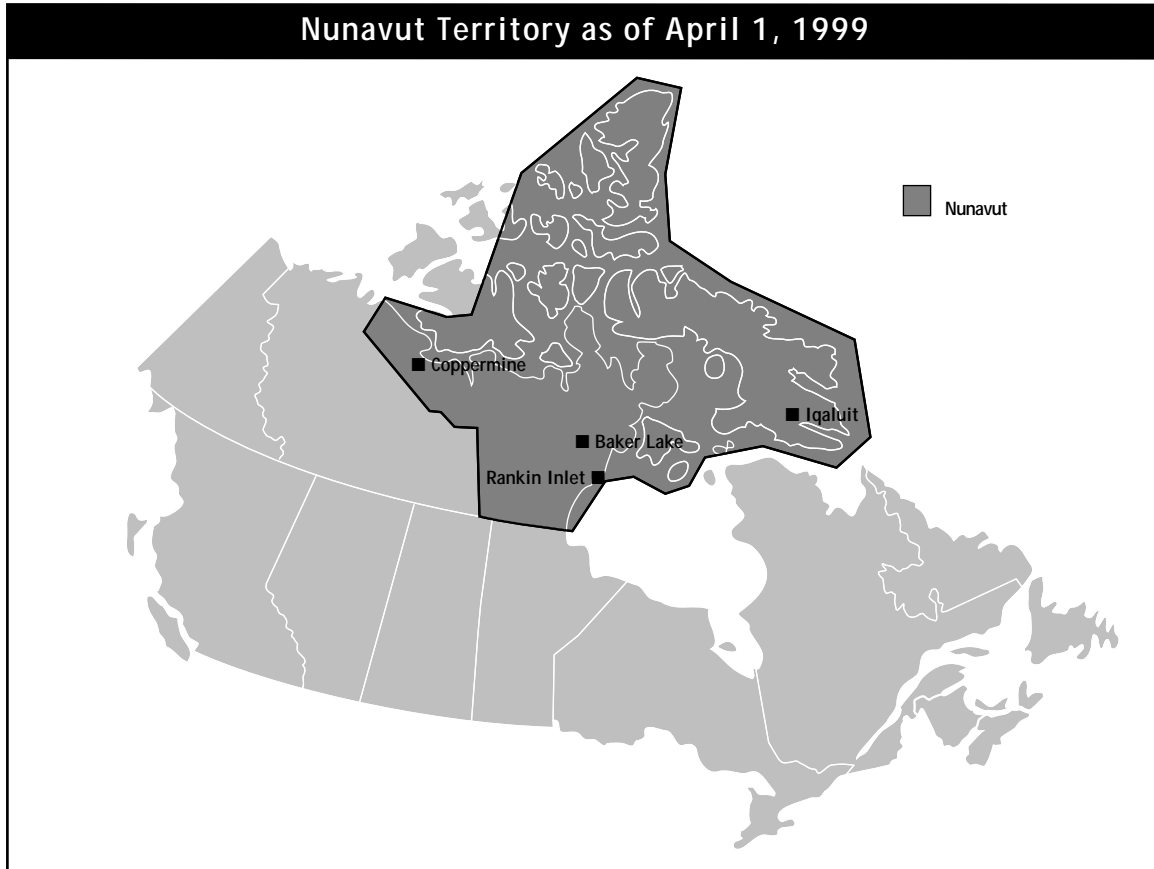 Nunavut Territory as of April 1, 1999
Nunavut
Coppermine
Iqaluit
Baker Lake
Rankin Inlet